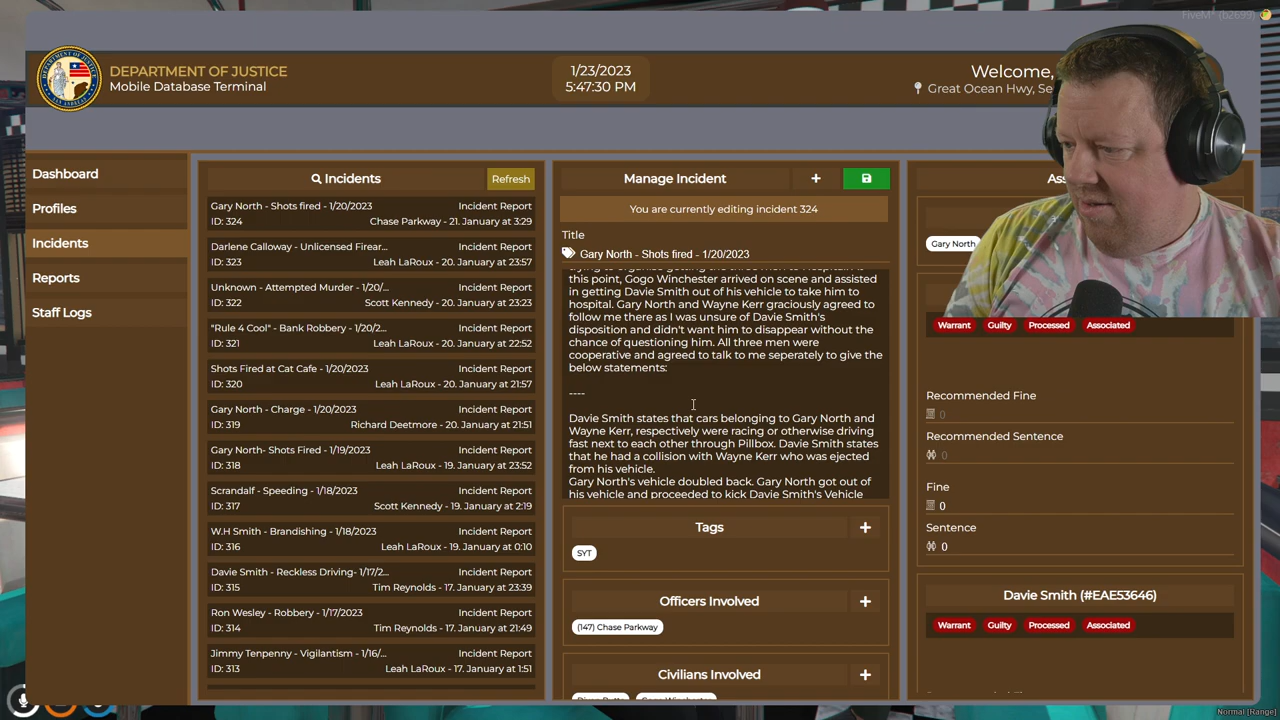 FiveM® (b2699)
DEPARTMENT OF JUSTICE
Mobile Database Terminal
1/23/2023
5:47:30 PM
Welcome,
Great Ocean Hwy, Se
Dashboard
Profiles
Incidents
Reports
Staff Logs
Incidents
Refresh
Gary North - Shots fired - 1/20/2023 Incident Report
ID: 324 Chase Parkway - 21. January at 3:29
Darlene Calloway - Unlicensed Firear... Incident Report
ID: 323 Leah LaRoux - 20. January at 23:57
Unknown - Attempted Murder - 1/20/... Incident Report
ID: 322 Scott Kennedy - 20. January at 23:23
"Rule 4 Cool" - Bank Robbery - 1/20/2... Incident Report
ID: 321 Leah LaRoux - 20. January at 22:52
Shots Fired at Cat Cafe - 1/20/2023 Incident Report
ID: 320 Leah LaRoux - 20. January at 21:57
Gary North - Charge - 1/20/2023 Incident Report
ID: 319 Richard Deetmore - 20. January at 21:51
Gary North- Shots Fired - 1/19/2023 Incident Report
ID: 318 Leah LaRoux - 19. January at 23:52
Scrandalf - Speeding - 1/18/2023 Incident Report
ID: 317 Scott Kennedy - 19. January at 2:19
W.H Smith - Brandishing - 1/18/2023 Incident Report
ID: 316 Leah LaRoux - 19. January at 0:10
Davie Smith - Reckless Driving- 1/17/2... Incident Report
ID: 315 Tim Reynolds - 17. January at 23:39
Ron Wesley - Robbery - 1/17/2023 Incident Report
ID: 314 Tim Reynolds - 17. January at 21:49
Jimmy Tenpenny - Vigilantism - 1/16/... Incident Report
ID: 313 Leah LaRoux - 17. January at 1:51
Manage Incident
You are currently editing incident 324
Title
Gary North - Shots fired - 1/20/2023
this point, Gogo Winchester arrived on scene and assisted
in getting Davie Smith out of his vehicle to take him to
hospital. Gary North and Wayne Kerr graciously agreed to
follow me there as I was unsure of Davie Smith's
disposition and didn't want him to disappear without the
chance of questioning him. All three men were
cooperative and agreed to talk to me seperately to give the
below statements:
----
Davie Smith states that cars belonging to Gary North and
Wayne Kerr, respectively were racing or otherwise driving
fast next to each other through Pillbox. Davie Smith states
that he had a collision with Wayne Kerr who was ejected
from his vehicle.
Gary North's vehicle doubled back. Gary North got out of
his vehicle and proceeded to kick Davie Smith's Vehicle
Tags
SYT
Officers Involved
(147) Chase Parkway
Civilians Involved
Ass
Gary North
Warrant Guilty Processed Associated
Recommended Fine
0
Recommended Sentence
0
Fine
0
Sentence
0
Davie Smith (#EAE53646)
Warrant Guilty Processed Associated
Normal [Range]